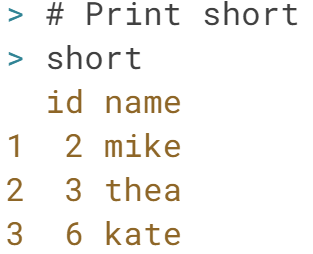 > # Print short
> short
  id name
1  2 mike
2  3 thea
3  6 kate